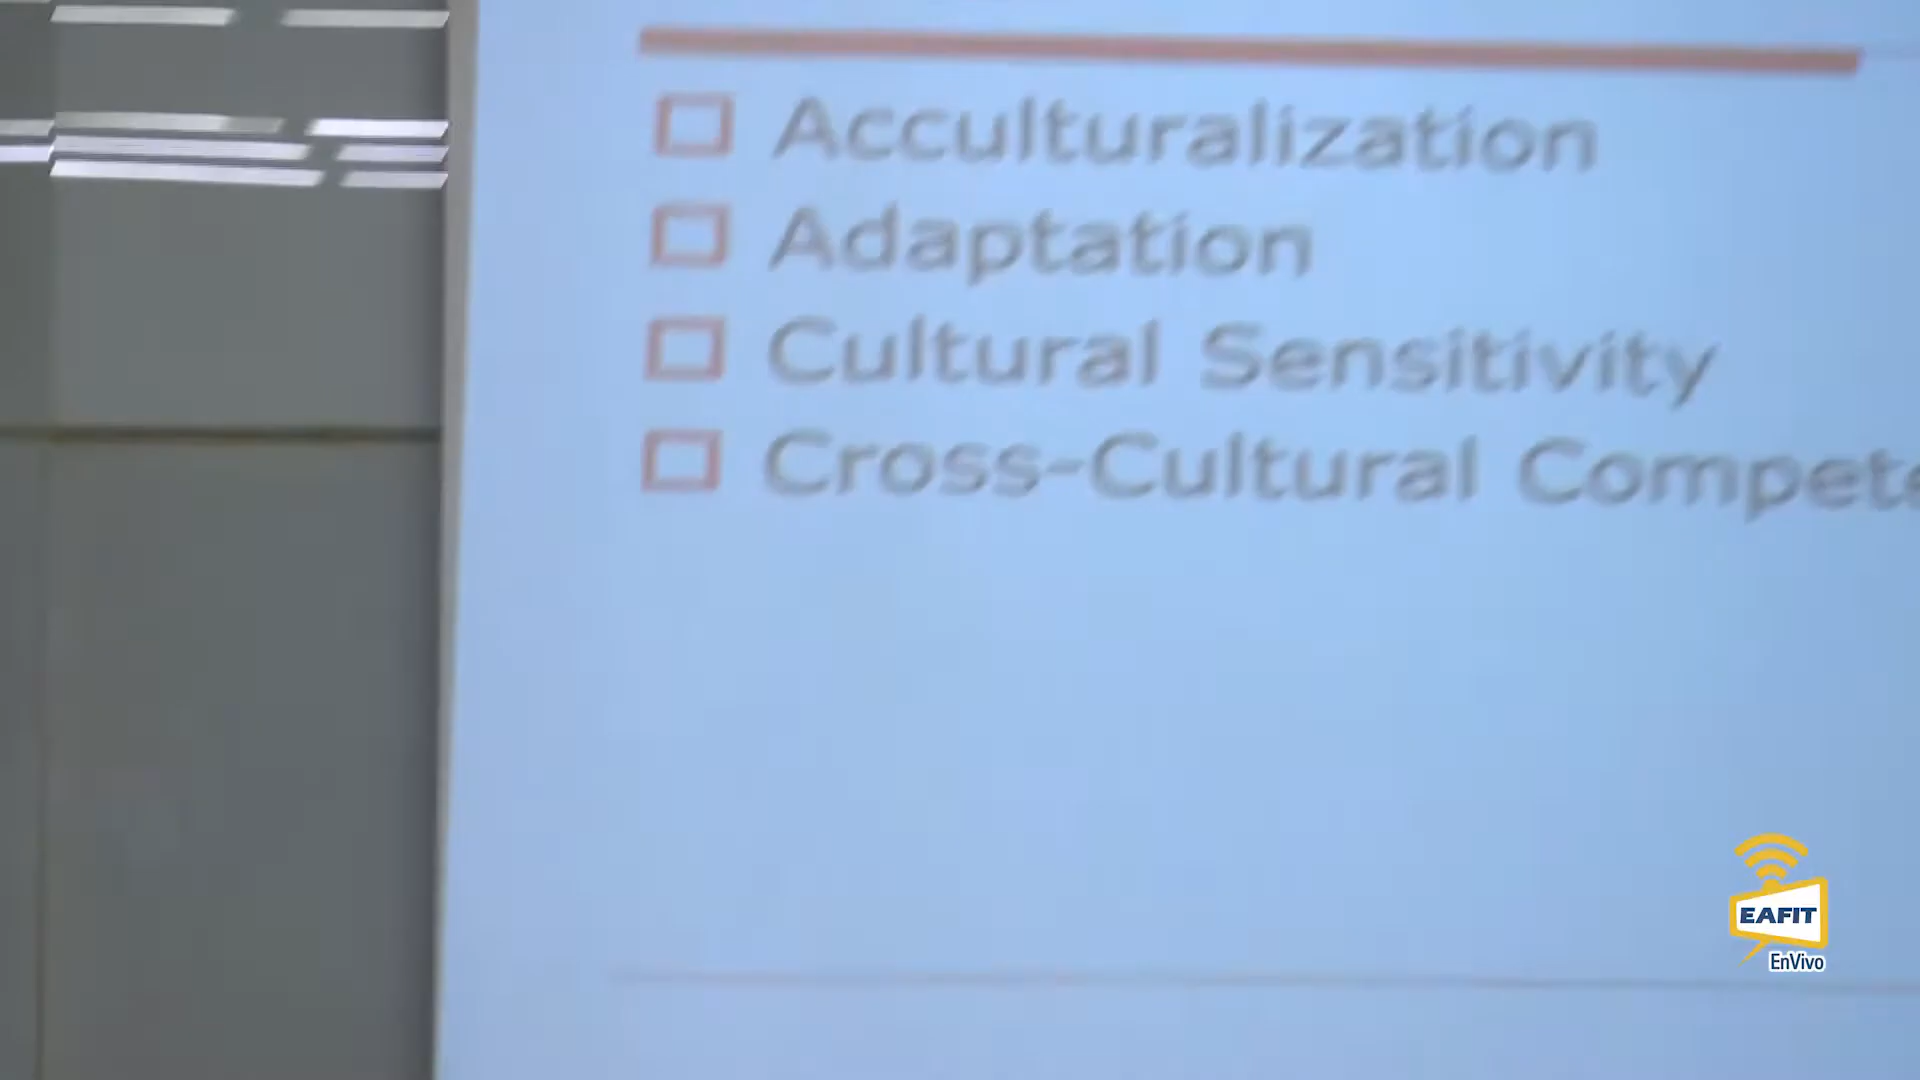 Acculturalization
Adaptation
Cultural Sensitivity
Cross-Cultural
EAFIT
EnVivo